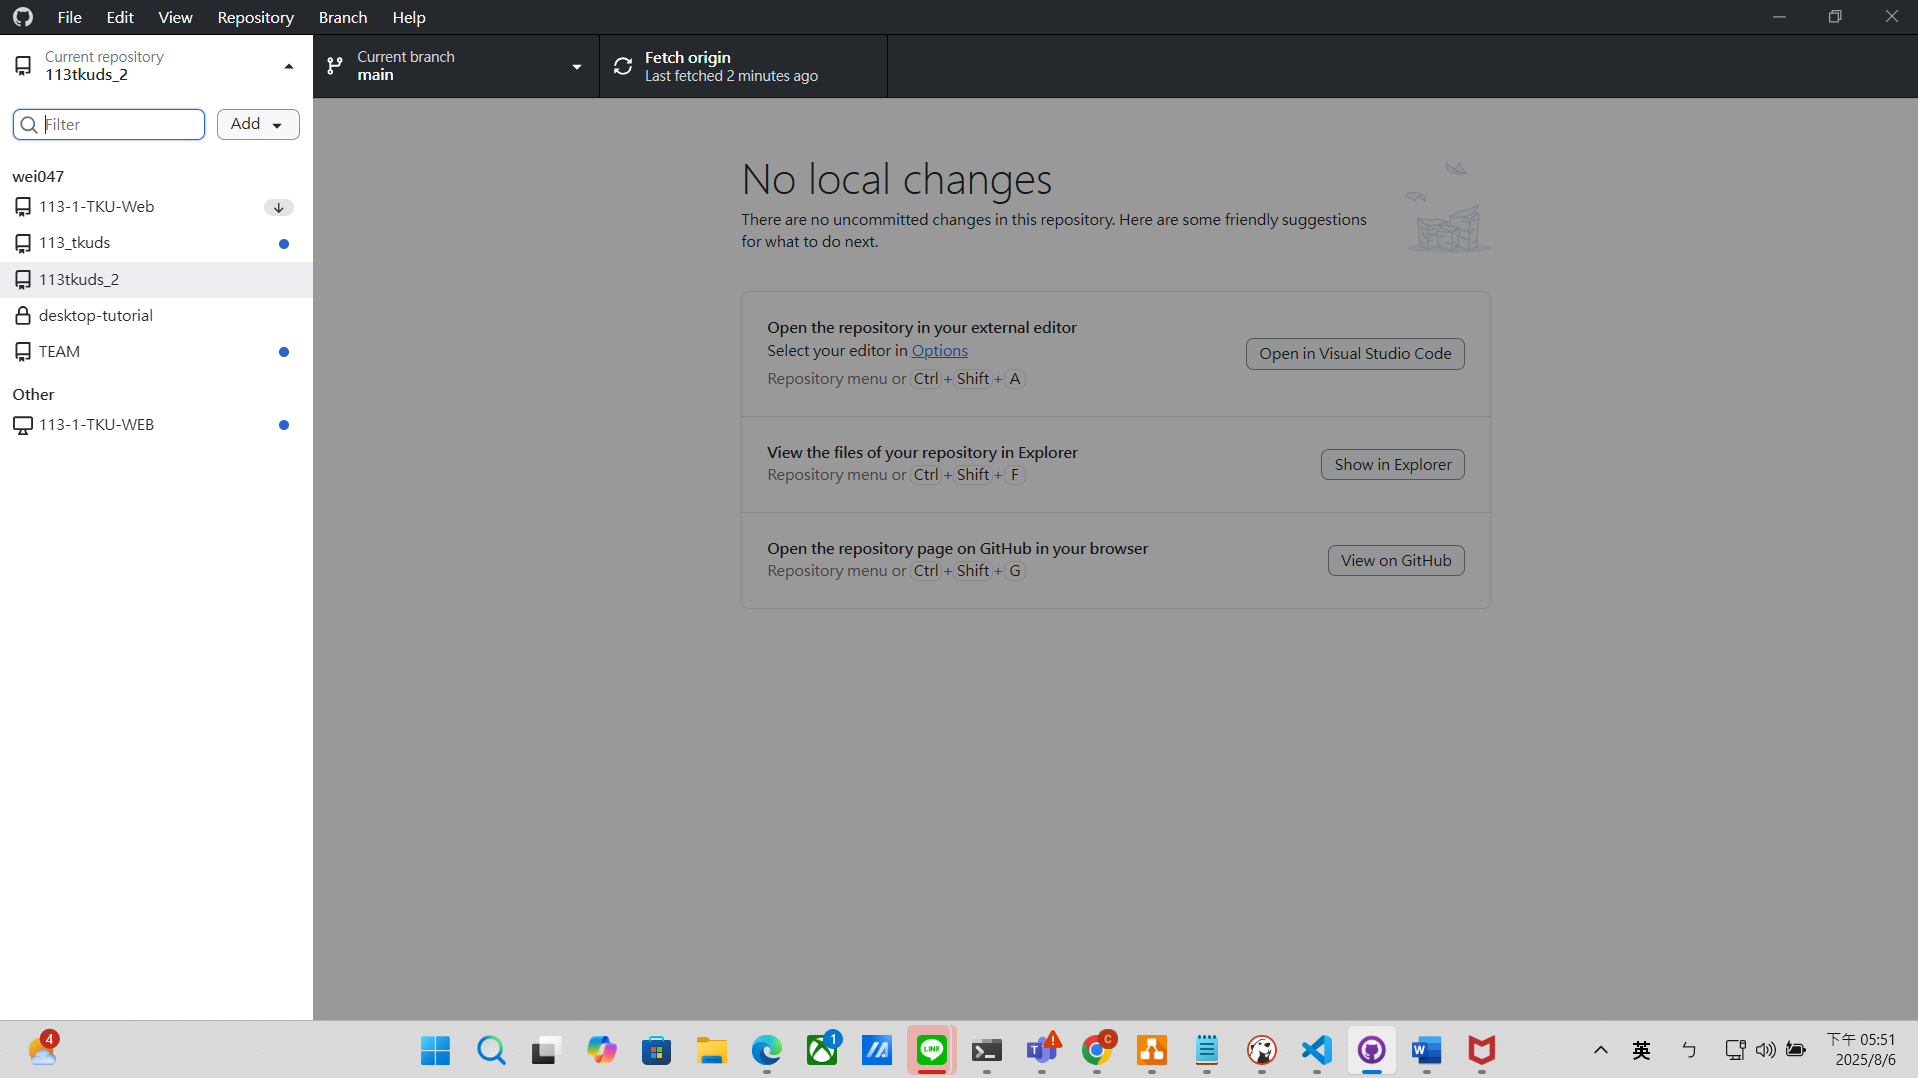 File Edit View Repository Branch Help
Current repository
113tkuds_2
Current branch
main
Fetch origin
Last fetched 2 minutes ago
Filter
Add
wei047
113-1-TKU-Web
113_tkuds
113tkuds_2
desktop-tutorial
TEAM
Other
113-1-TKU-WEB
No local changes
There are no uncommitted changes in this repository. Here are some friendly suggestions
for what to do next.
Open the repository in your external editor
Select your editor in Options
Repository menu or Ctrl + Shift + A
Open in Visual Studio Code
View the files of your repository in Explorer
Repository menu or Ctrl + Shift + F
Show in Explorer
Open the repository page on GitHub in your browser
Repository menu or Ctrl + Shift + G
View on GitHub
4
1
LINE
T
C
W
英
ㄅ
下午 05:51
2025/8/6